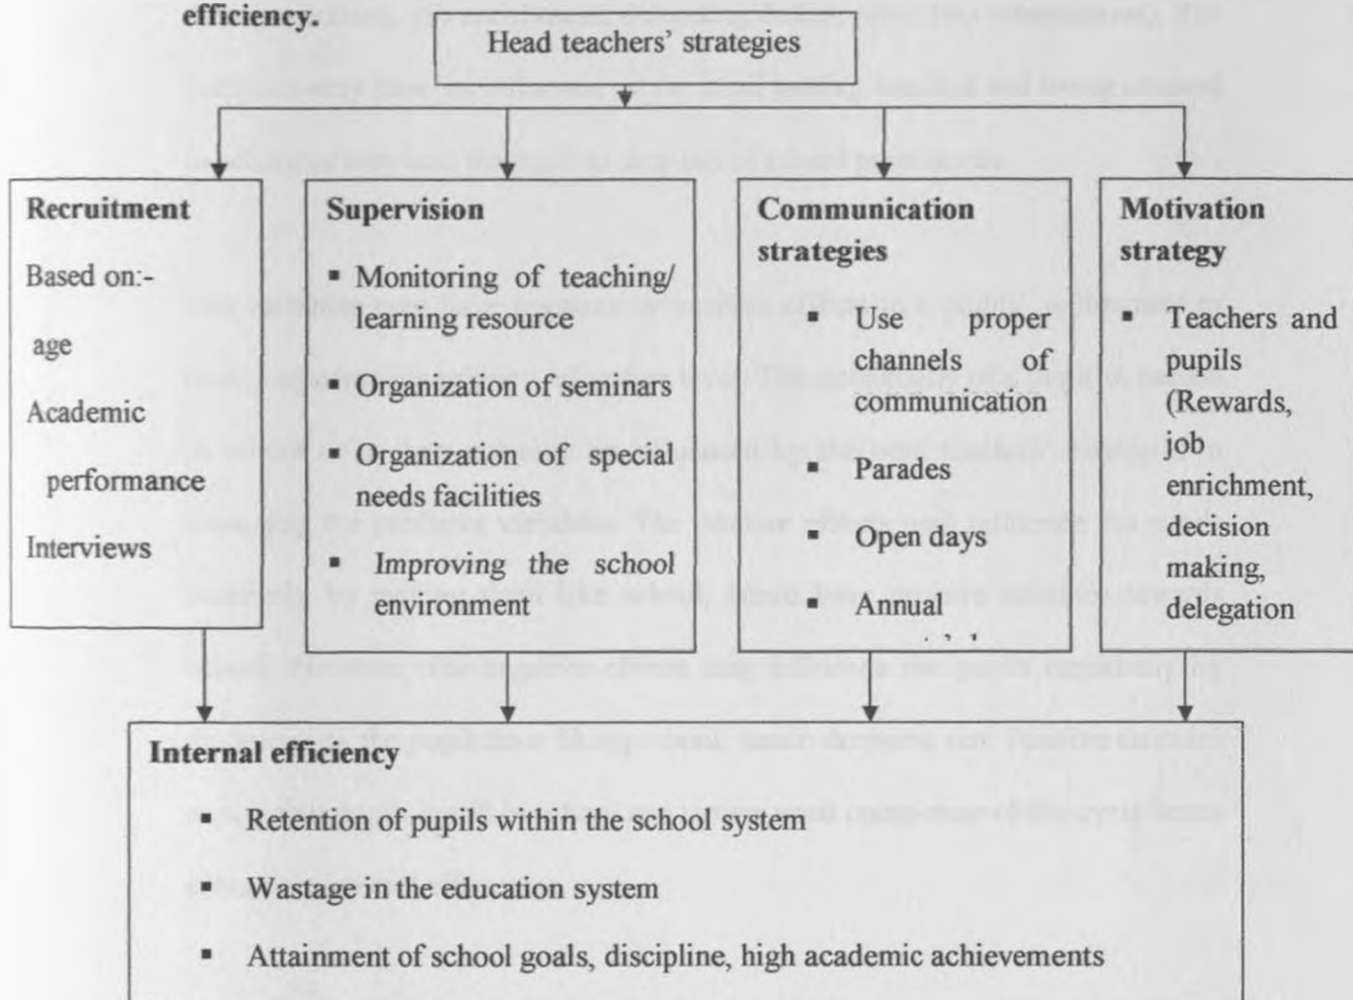 efficiency.
Head teachers' strategies
Recruitment
Based on:-
age
Academic
performance
Interviews
Supervision
▪ Monitoring of teaching/
learning resource
▪ Organization of seminars
▪ Organization of special
needs facilities
▪ Improving the school
environment
Communication
strategies
▪ Use proper
channels of
communication
▪ Parades
▪ Open days
▪ Annual
Motivation
strategy
▪ Teachers and
pupils
(Rewards,
job
enrichment,
decision
making,
delegation
Internal efficiency
▪ Retention of pupils within the school system
▪ Wastage in the education system
▪ Attainment of school goals, discipline, high academic achievements